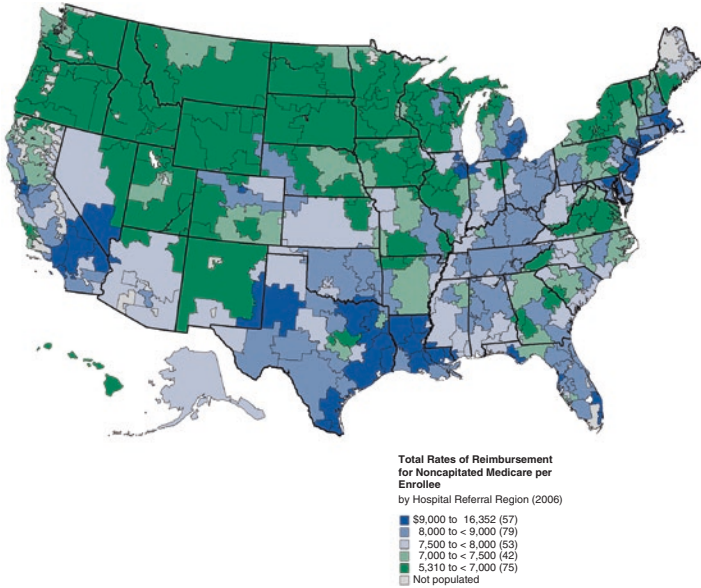 Total Rates of Reimbursement
for Noncapitated Medicare per
Enrollee
by Hospital Referral Region (2006)
$9,000 to 16,352 (57)
8,000 to < 9,000 (79)
7,500 to < 8,000 (53)
7,000 to < 7,500 (42)
5,310 to < 7,000 (75)
Not populated